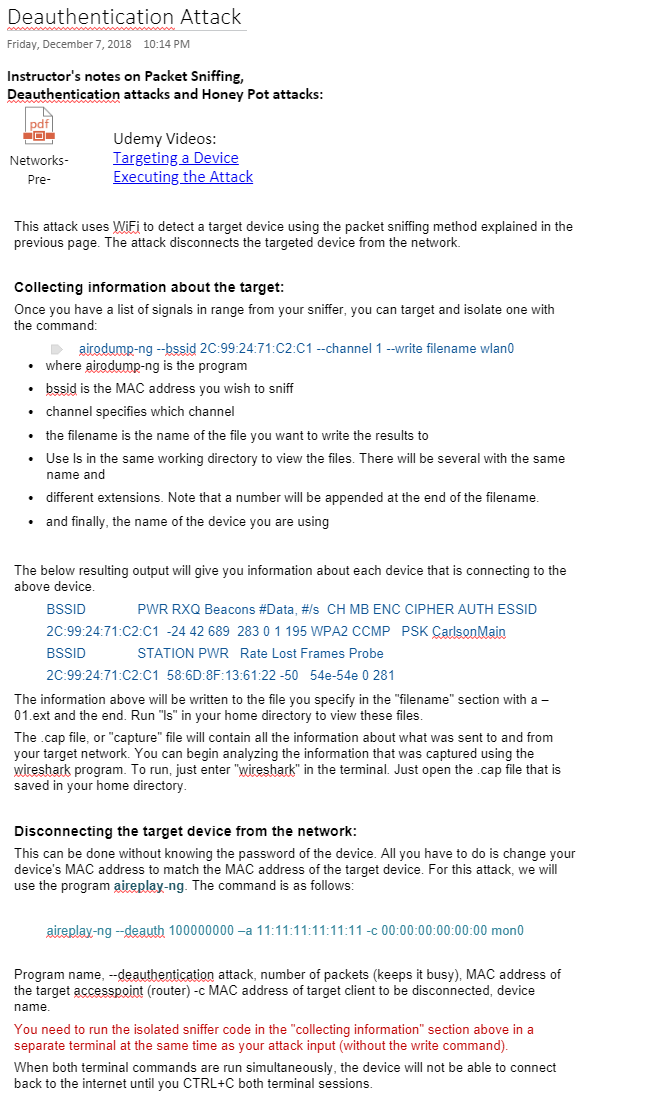 Deauthentication Attack
Friday, December 7, 2018 10:14 PM
Instructor's notes on Packet Sniffing,
Deauthentication attacks and Honey Pot attacks:
pdf
Networks-
Pre-
Udemy Videos:
Targeting a Device
Executing the Attack
This attack uses WiFi to detect a target device using the packet sniffing method explained in the
previous page. The attack disconnects the targeted device from the network.
Collecting information about the target:
Once you have a list of signals in range from your sniffer, you can target and isolate one with
the command:
airodump-ng --bssid 2C:99:24:71:C2:C1 --channel 1 --write filename wlan0
• where airodump-ng is the program
• bssid is the MAC address you wish to sniff
• channel specifies which channel
• the filename is the name of the file you want to write the results to
• Use ls in the same working directory to view the files. There will be several with the same
name and
• different extensions. Note that a number will be appended at the end of the filename.
• and finally, the name of the device you are using
The below resulting output will give you information about each device that is connecting to the
above device.
BSSID PWR RXQ Beacons #Data, #/s CH MB ENC CIPHER AUTH ESSID
2C:99:24:71:C2:C1 -24 42 689 283 0 1 195 WPA2 CCMP PSK CarlsonMain
BSSID STATION PWR Rate Lost Frames Probe
2C:99:24:71:C2:C1 58:6D:8F:13:61:22 -50 54e-54e 0 281
The information above will be written to the file you specify in the "filename" section with a –
01.ext and the end. Run "ls" in your home directory to view these files.
The .cap file, or "capture" file will contain all the information about what was sent to and from
your target network. You can begin analyzing the information that was captured using the
wireshark program. To run, just enter "wireshark" in the terminal. Just open the .cap file that is
saved in your home directory.
Disconnecting the target device from the network:
This can be done without knowing the password of the device. All you have to do is change your
device's MAC address to match the MAC address of the target device. For this attack, we will
use the program aireplay-ng. The command is as follows:
aireplay-ng --deauth 100000000 –a 11:11:11:11:11:11 -c 00:00:00:00:00:00 mon0
Program name, --deauthentication attack, number of packets (keeps it busy), MAC address of
the target accesspoint (router) -c MAC address of target client to be disconnected, device
name.
You need to run the isolated sniffer code in the "collecting information" section above in a
separate terminal at the same time as your attack input (without the write command).
When both terminal commands are run simultaneously, the device will not be able to connect
back to the internet until you CTRL+C both terminal sessions.